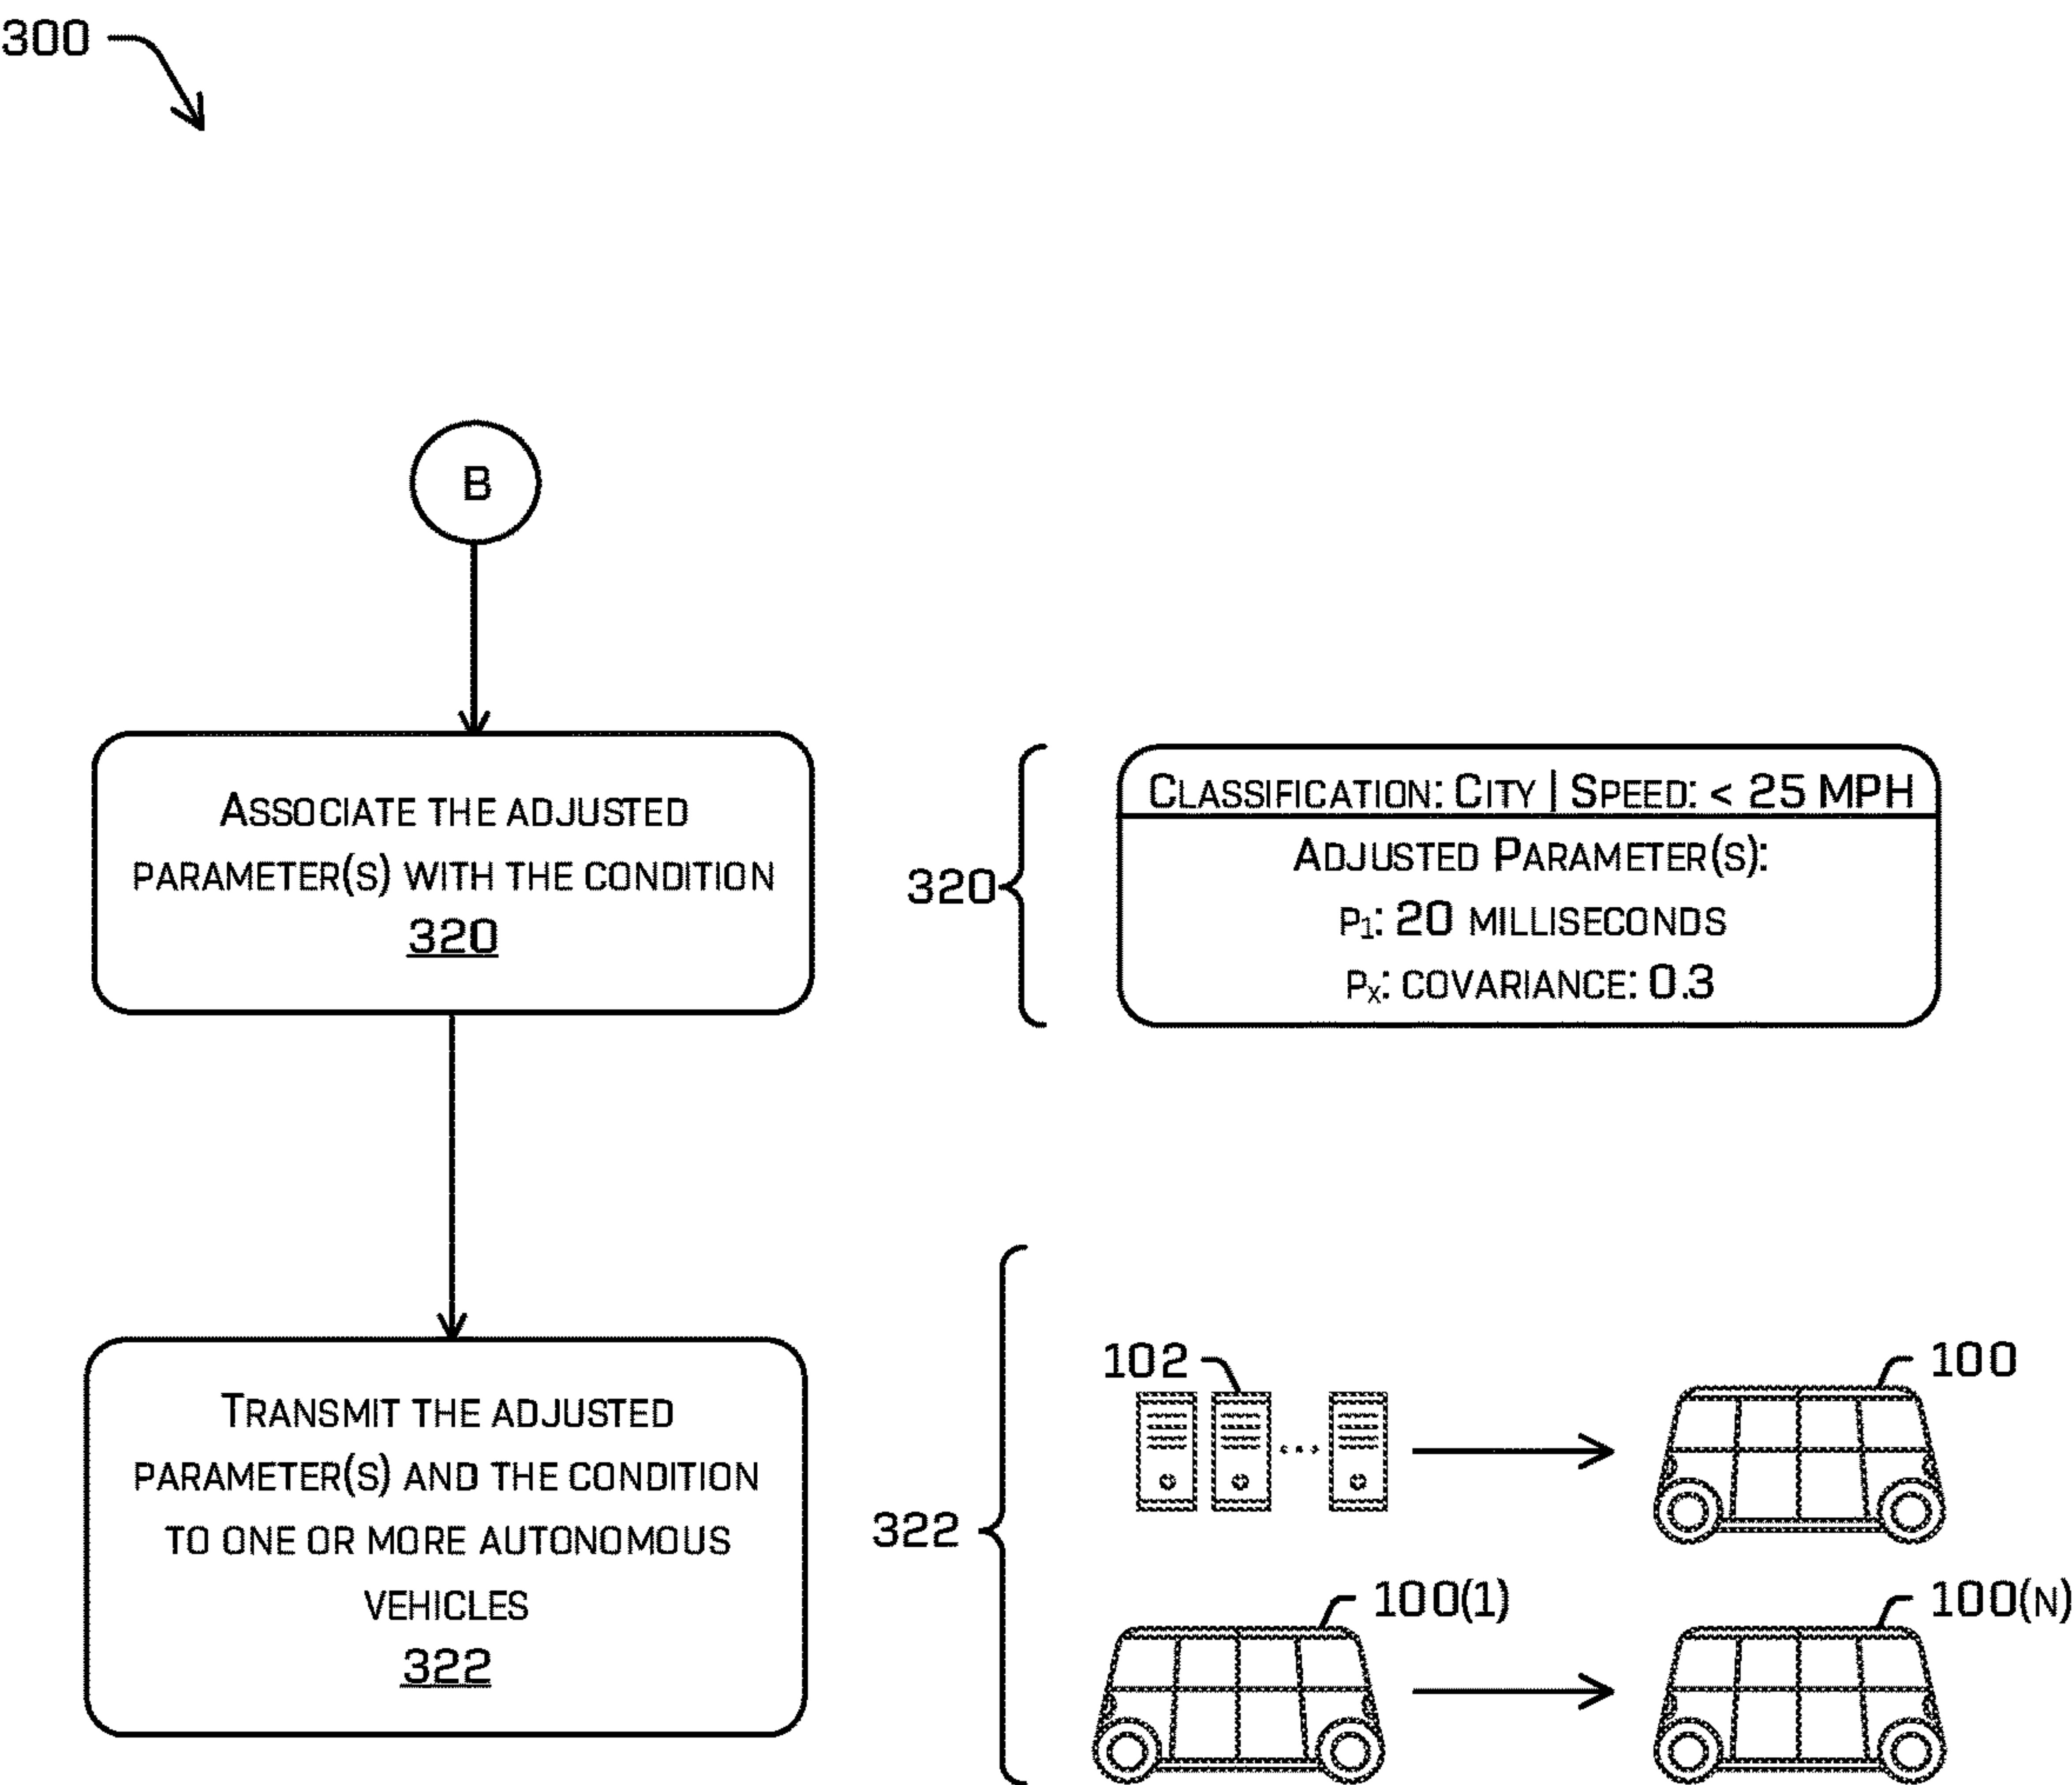 300
B
ASSOCIATE THE ADJUSTED
PARAMETER(S) WITH THE CONDITION
320
320
CLASSIFICATION: CITY | SPEED: < 25 MPH
ADJUSTED PARAMETER(S):
P1: 20 MILLISECONDS
PX: COVARIANCE: 0.3
TRANSMIT THE ADJUSTED
PARAMETER(S) AND THE CONDITION
TO ONE OR MORE AUTONOMOUS
VEHICLES
322
322
102
100
100(1)
100(N)